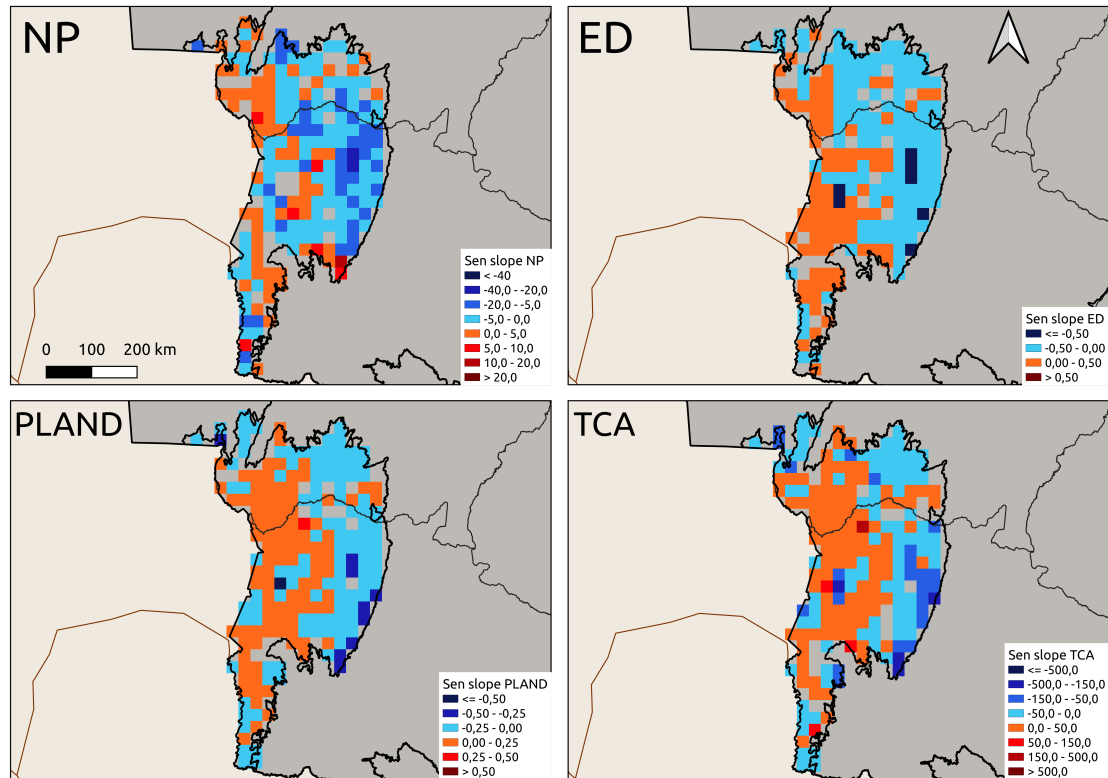 NP
Sen slope NP
< -40
-40,0 - -20,0
-20,0 - -5,0
-5,0 - 0,0
0,0 - 5,0
5,0 - 10,0
10,0 - 20,0
> 20,0
0 100 200 km
ED
Sen slope ED
<= -0,50
-0,50 - 0,00
0,00 - 0,50
> 0,50
PLAND
Sen slope PLAND
<= -0,50
-0,50 - -0,25
-0,25 - 0,00
0,00 - 0,25
0,25 - 0,50
> 0,50
TCA
Sen slope TCA
<= -500,0
-500,0 - -150,0
-150,0 - -50,0
-50,0 - 0,0
0,0 - 50,0
50,0 - 150,0
150,0 - 500,0
> 500,0